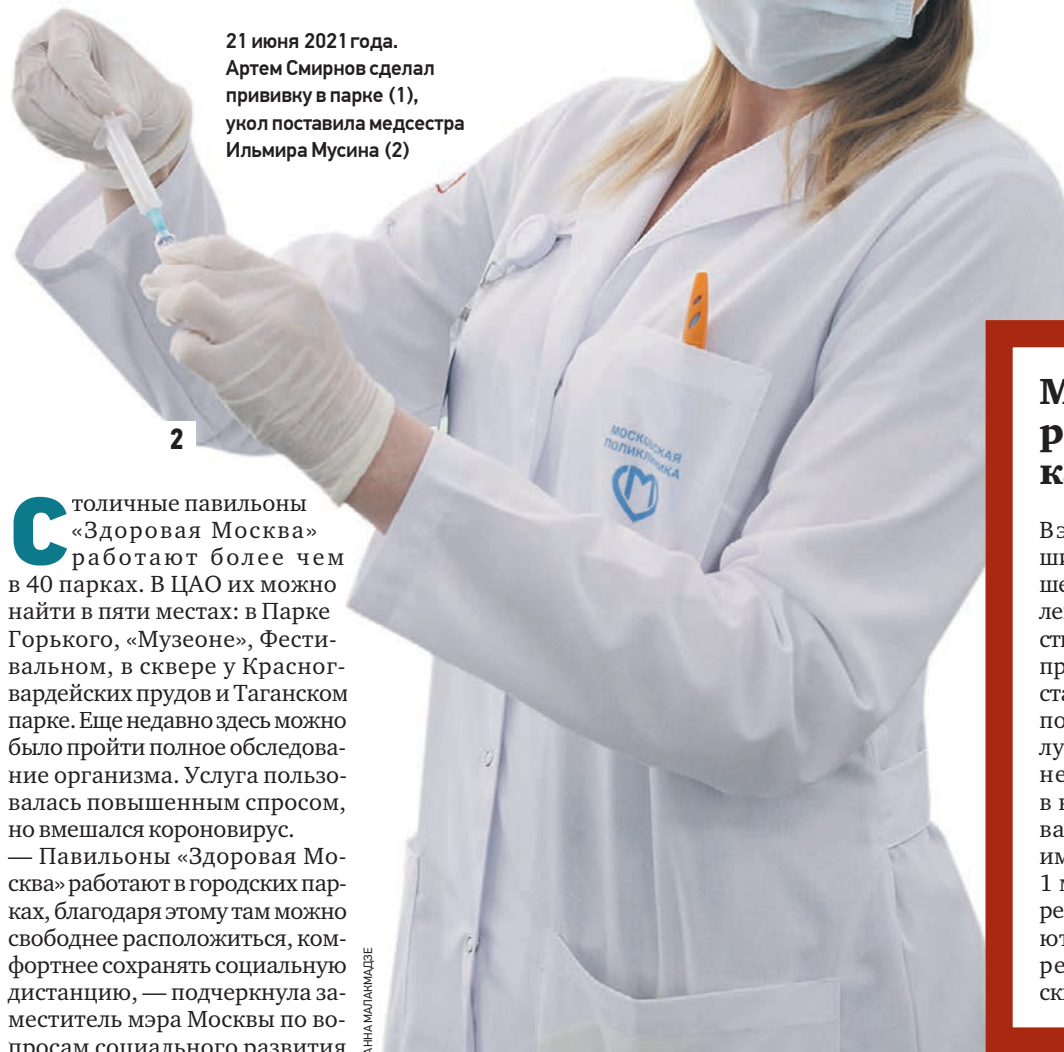 21 июня 2021 года.
Артем Смирнов сделал
прививку в парке (1),
укол поставила медсестра
Ильмира Мусина (2)
2
МОСКОВСКАЯ
ПОЛИКЛИНИКА
Столичные павильоны
«Здоровая Москва»
работают более чем
в 40 парках. В ЦАО их можно
найти в пяти местах: в Парке
Горького, «Музеоне», Фести-
вальном, в сквере у Красног-
вардейских прудов и Таганском
парке. Еще недавно здесь можно
было пройти полное обследова-
ние организма. Услуга пользо-
валась повышенным спросом,
но вмешался короновирус.
— Павильоны «Здоровая Мо-
сква» работают в городских пар-
ках, благодаря этому там можно
свободнее расположиться, ком-
фортнее сохранять социальную
дистанцию, — подчеркнула за-
меститель мэра Москвы по во-
просам социального развития
АННА МАЛАКМАДЗЕ